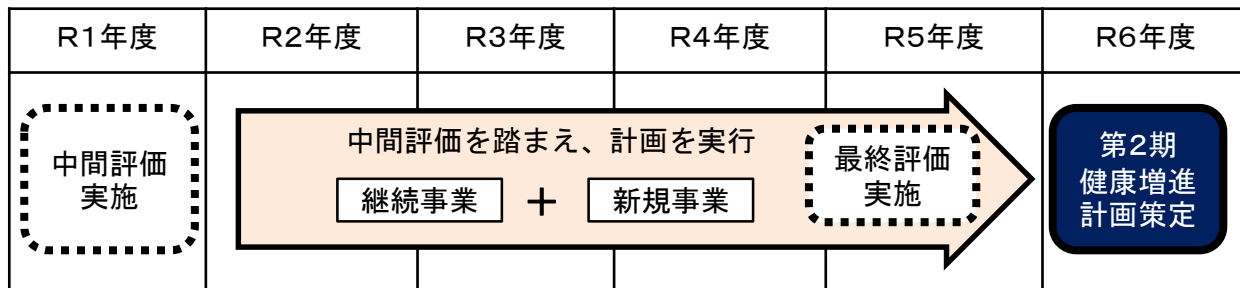 R1年度 R2年度 R3年度 R4年度 R5年度 R6年度
中間評価
実施
中間評価を踏まえ、計画を実行
継続事業 + 新規事業
最終評価
実施
第2期
健康増進
計画策定